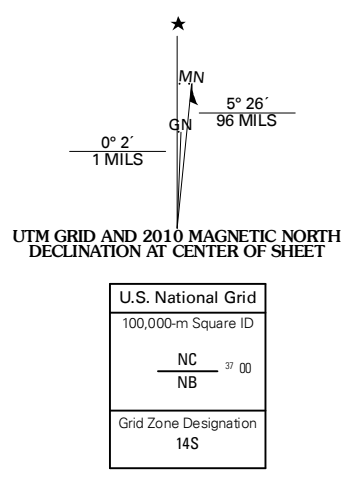 MN
GN
5° 26´
96 MILS
0° 2´
1 MILS
UTM GRID AND 2010 MAGNETIC NORTH
DECLINATION AT CENTER OF SHEET
U.S. National Grid
100,000-m Square ID
NC
37 00
NB
Grid Zone Designation
14S